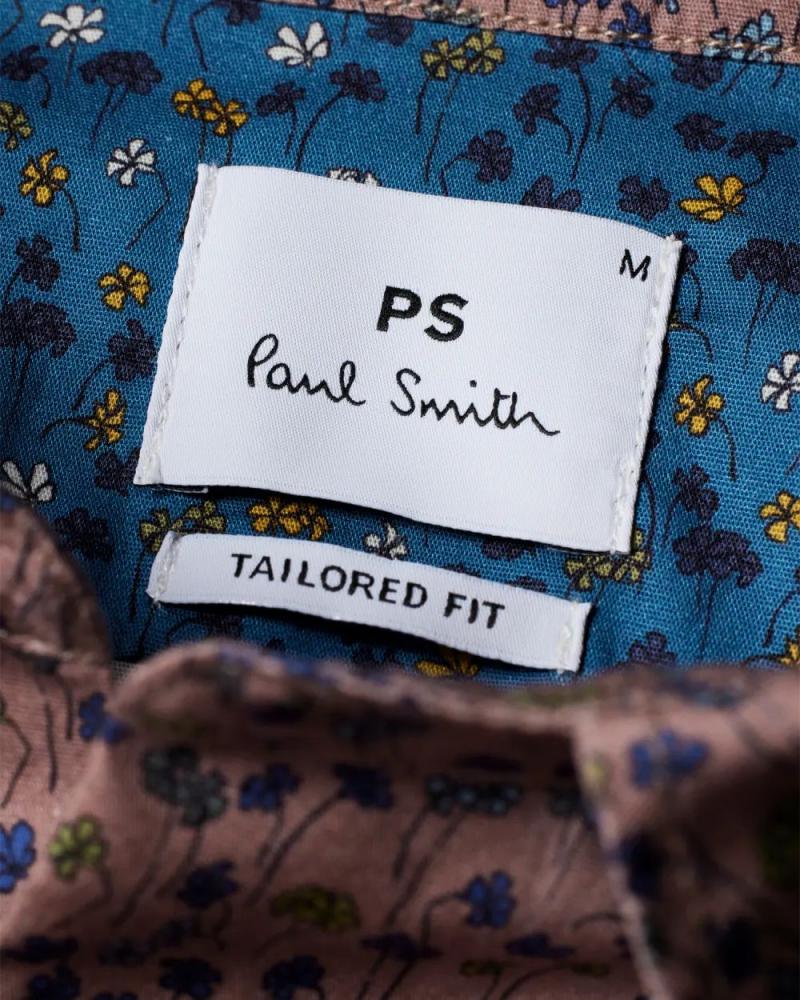 M
PS
Paul Smith
TAILORED FIT